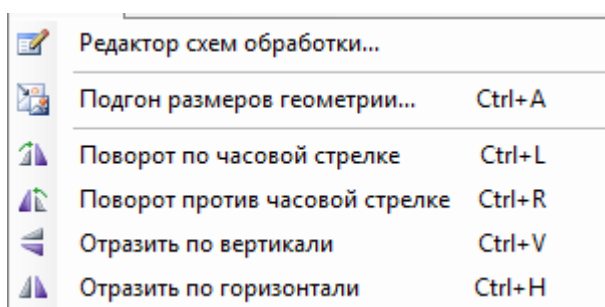 Редактор схем обработки...
Подгон размеров геометрии... Ctrl+A
Поворот по часовой стрелке Ctrl+L
Поворот против часовой стрелке Ctrl+R
Отразить по вертикали Ctrl+V
Отразить по горизонтали Ctrl+H